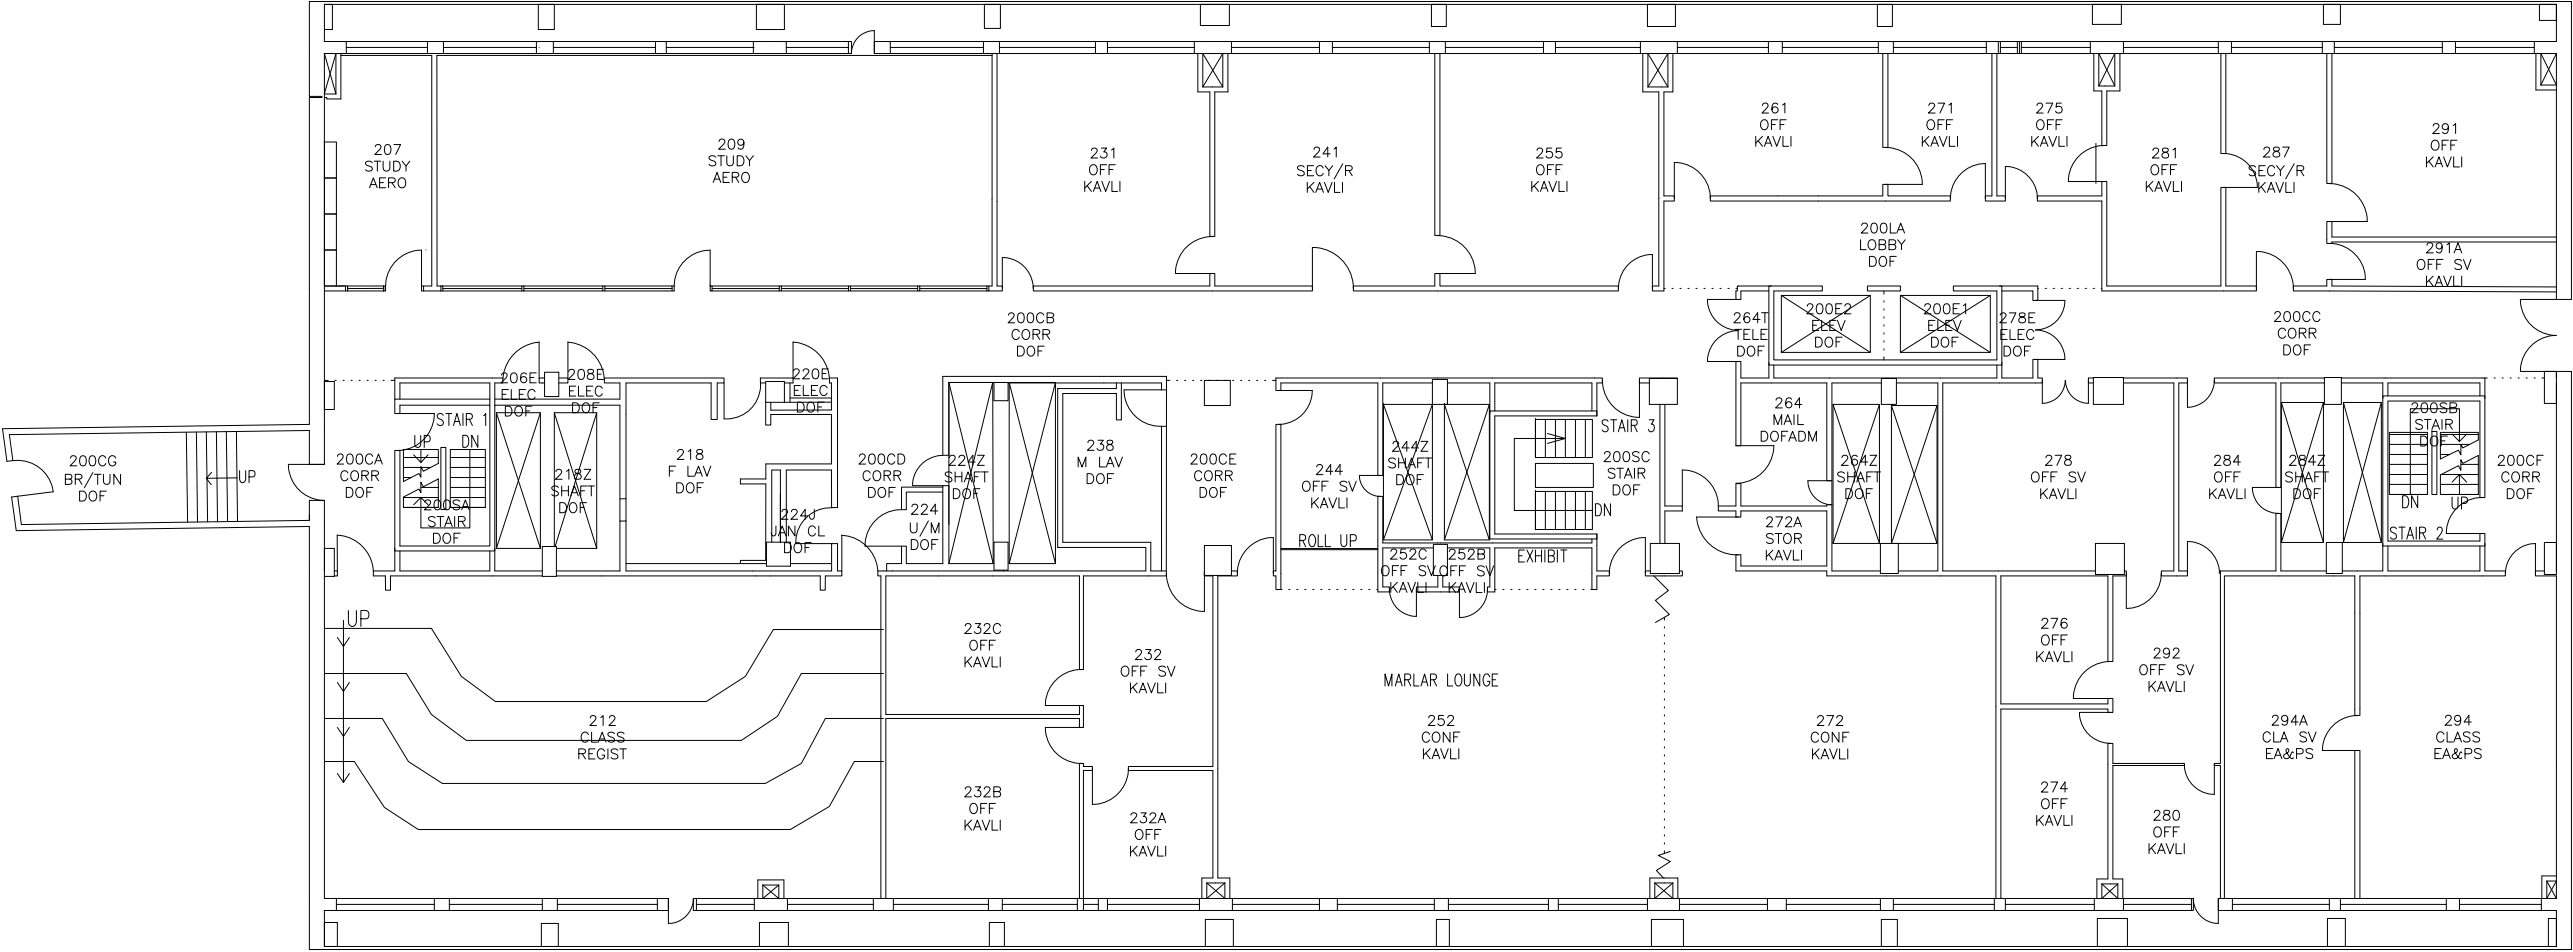 207
STUDY
AERO
209
STUDY
AERO
231
OFF
KAVLI
241
SECY/R
KAVLI
255
OFF
KAVLI
261
OFF
KAVLI
271
OFF
KAVLI
275
OFF
KAVLI
281
OFF
KAVLI
287
SECY/R
KAVLI
291
OFF
KAVLI
200LA
LOBBY
DOF
291A
OFF SV
KAVLI
200CB
CORR
DOF
264T
TELE
DOF
200E2
ELEV
DOF
200E1
ELEV
DOF
278E
ELEC
DOF
200CC
CORR
DOF
206E
ELEC
DOF
208E
ELEC
DOF
220E
ELEC
DOF
200CG
BR/TUN
DOF
UP
200CA
CORR
DOF
STAIR 1
UP
DN
200SA
STAIR
DOF
218Z
SHAFT
DOF
218
F LAV
DOF
224J
JAN CL
DOF
200CD
CORR
DOF
224
U/M
DOF
224Z
SHAFT
DOF
238
M LAV
DOF
200CE
CORR
DOF
244
OFF SV
KAVLI
ROLL UP
244Z
SHAFT
DOF
252C
OFF SV
KAVLI
252B
OFF SV
KAVLI
EXHIBIT
STAIR 3
200SC
STAIR
DOF
DN
264
MAIL
DOFADM
272A
STOR
KAVLI
264Z
SHAFT
DOF
278
OFF SV
KAVLI
284
OFF
KAVLI
284Z
SHAFT
DOF
200SB
STAIR
DOF
DN
UP
STAIR 2
200CF
CORR
DOF
UP
212
CLASS
REGIST
232C
OFF
KAVLI
232
OFF SV
KAVLI
232B
OFF
KAVLI
232A
OFF
KAVLI
MARLAR LOUNGE
252
CONF
KAVLI
272
CONF
KAVLI
276
OFF
KAVLI
274
OFF
KAVLI
292
OFF SV
KAVLI
280
OFF
KAVLI
294A
CLA SV
EA&PS
294
CLASS
EA&PS